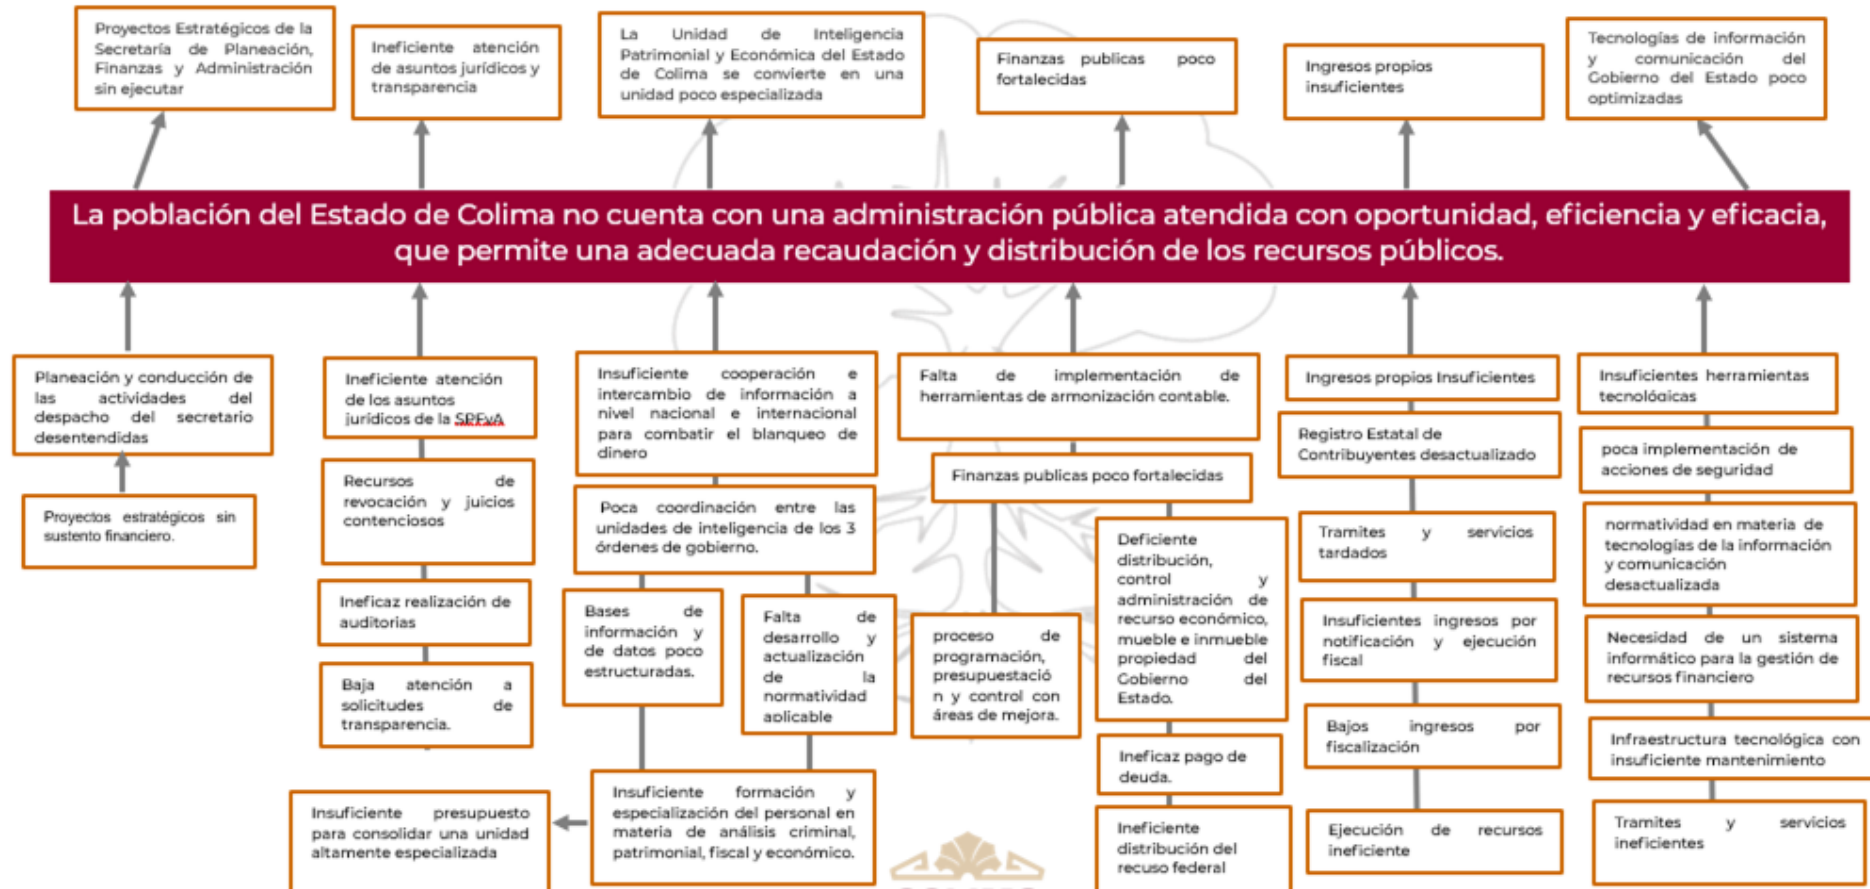 Proyectos Estratégicos de la
Secretaría de Planeación,
Finanzas y Administración
sin ejecutar
Ineficiente atención
de asuntos jurídicos y
transparencia
La Unidad de Inteligencia
Patrimonial y Económica del Estado
de Colima se convierte en una
unidad poco especializada
Finanzas publicas poco
fortalecidas
Ingresos propios
insuficientes
Tecnologías de información
y comunicación del
Gobierno del Estado poco
optimizadas
La población del Estado de Colima no cuenta con una administración pública atendida con oportunidad, eficiencia y eficacia,
que permite una adecuada recaudación y distribución de los recursos públicos.
Planeación y conducción de
las actividades del
despacho del secretario
desentendidas
Proyectos estratégicos sin
sustento financiero.
Ineficiente atención
de los asuntos
jurídicos de la SPFyA
Recursos de
revocación y juicios
contenciosos
Ineficaz realización de
auditorias
Baja atención a
solicitudes de
transparencia.
Insuficiente cooperación e
intercambio de información a
nivel nacional e internacional
para combatir el blanqueo de
dinero
Poca coordinación entre las
unidades de inteligencia de los 3
órdenes de gobierno.
Bases de
información y
de datos poco
estructuradas.
Falta de
desarrollo y
actualización
de la
normatividad
aplicable
Insuficiente formación y
especialización del personal en
materia de análisis criminal,
patrimonial, fiscal y económico.
Insuficiente presupuesto
para consolidar una unidad
altamente especializada
Falta de implementación de
herramientas de armonización contable.
Finanzas publicas poco fortalecidas
proceso de
programación,
presupuestació
n y control con
áreas de mejora.
Deficiente
distribución,
control y
administración de
recurso económico,
mueble e inmueble
propiedad del
Gobierno del
Estado.
Ineficaz pago de
deuda.
Ineficiente
distribución del
recuso federal
Ingresos propios Insuficientes
Registro Estatal de
Contribuyentes desactualizado
Tramites y servicios
tardados
Insuficientes ingresos por
notificación y ejecución
fiscal
Bajos ingresos por
fiscalización
Ejecución de recursos
ineficiente
Insuficientes herramientas
tecnológicas
poca implementación de
acciones de seguridad
normatividad en materia de
tecnologías de la información
y comunicación
desactualizada
Necesidad de un sistema
informático para la gestión de
recursos financiero
Infraestructura tecnológica con
insuficiente mantenimiento
Tramites y servicios
ineficientes